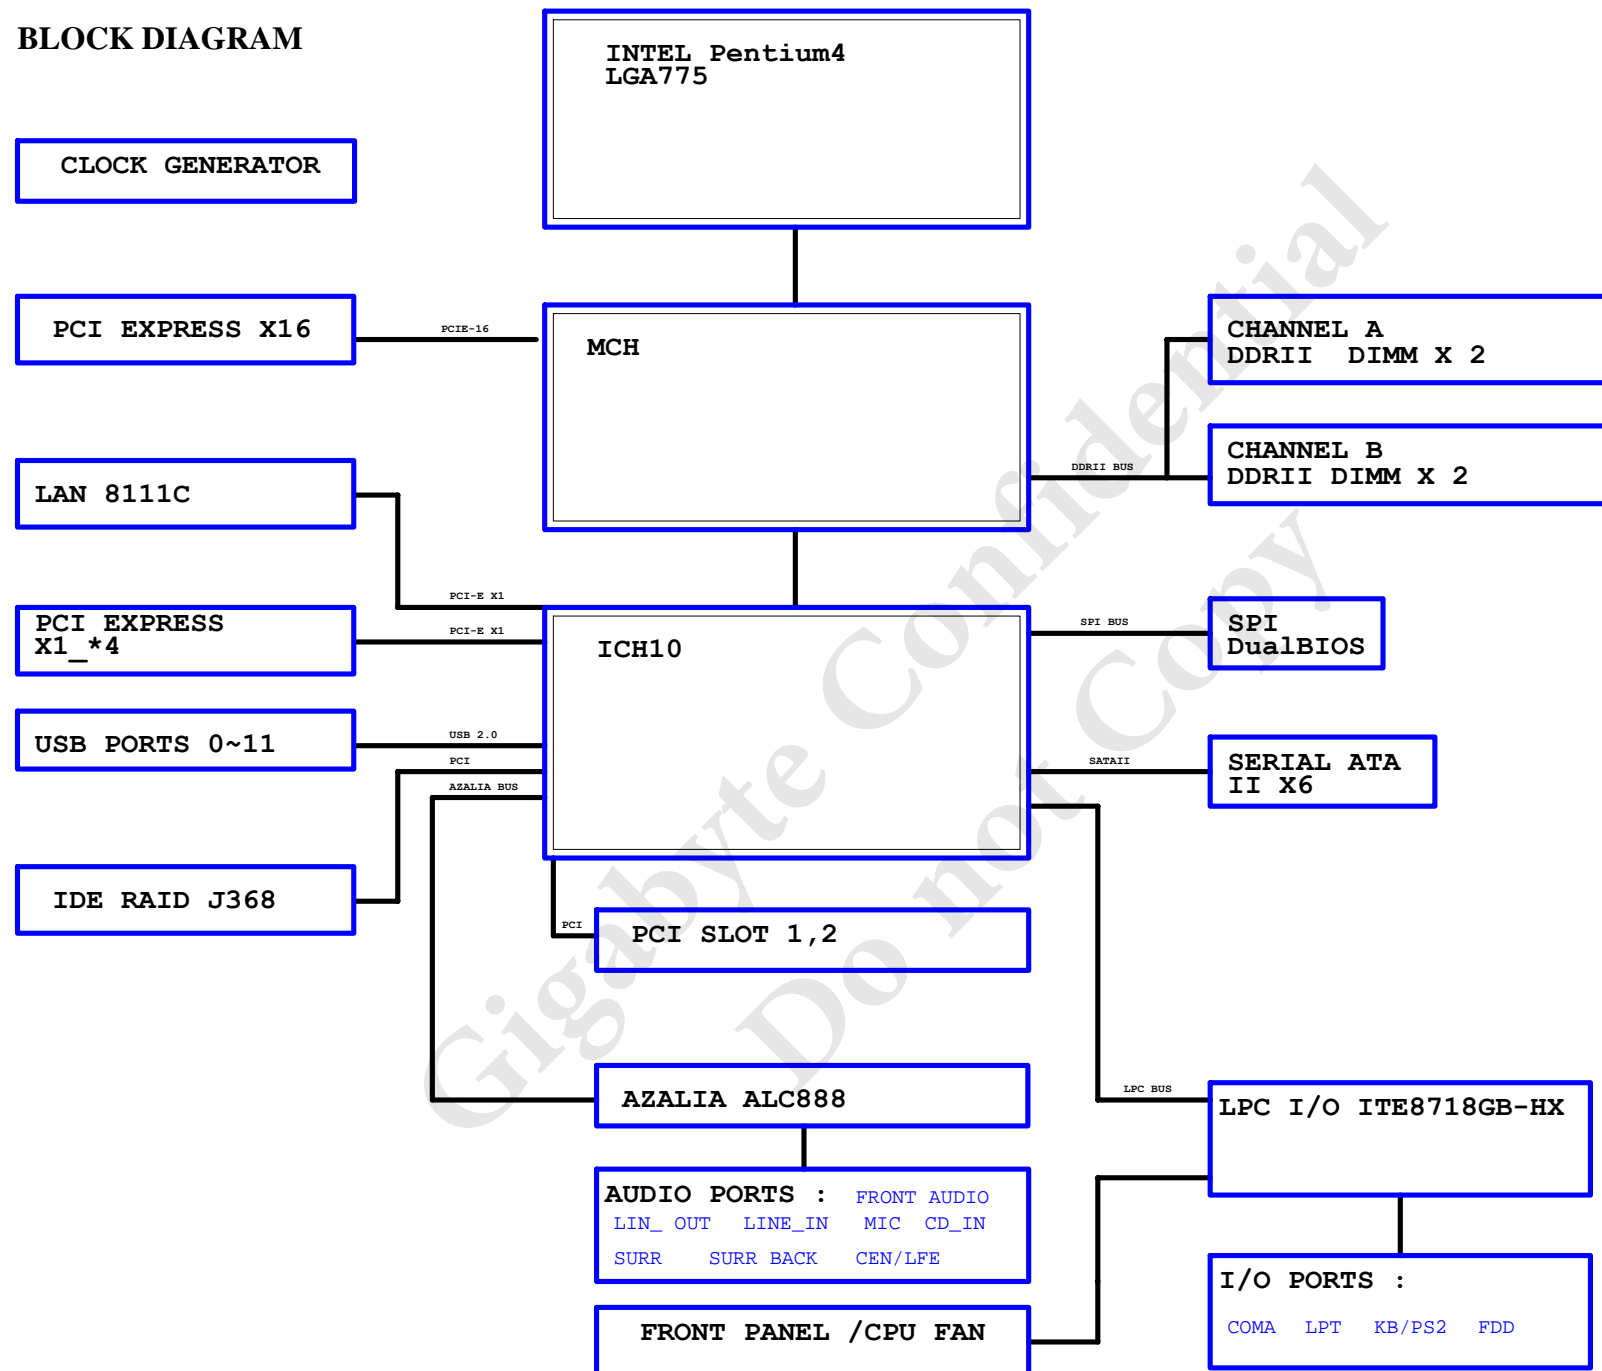 BLOCK DIAGRAM
INTEL Pentium4
LGA775
CLOCK GENERATOR
PCI EXPRESS X16
PCIE-16
MCH
CHANNEL A
DDRII DIMM X 2
CHANNEL B
DDRII DIMM X 2
DDRII BUS
LAN 8111C
PCI-E X1
PCI EXPRESS
X1_*4
PCI-E X1
ICH10
SPI BUS
SPI
DualBIOS
USB PORTS 0~11
USB 2.0
PCI
AZALIA BUS
SATAII
SERIAL ATA
II X6
IDE RAID J368
PCI
PCI SLOT 1,2
AZALIA ALC888
LPC BUS
LPC I/O ITE8718GB-HX
AUDIO PORTS : FRONT AUDIO
LIN_ OUT LINE_IN MIC CD_IN
SURR SURR BACK CEN/LFE
I/O PORTS :
COMA LPT KB/PS2 FDD
FRONT PANEL /CPU FAN
Gigabyte Confidential
Do not Copy